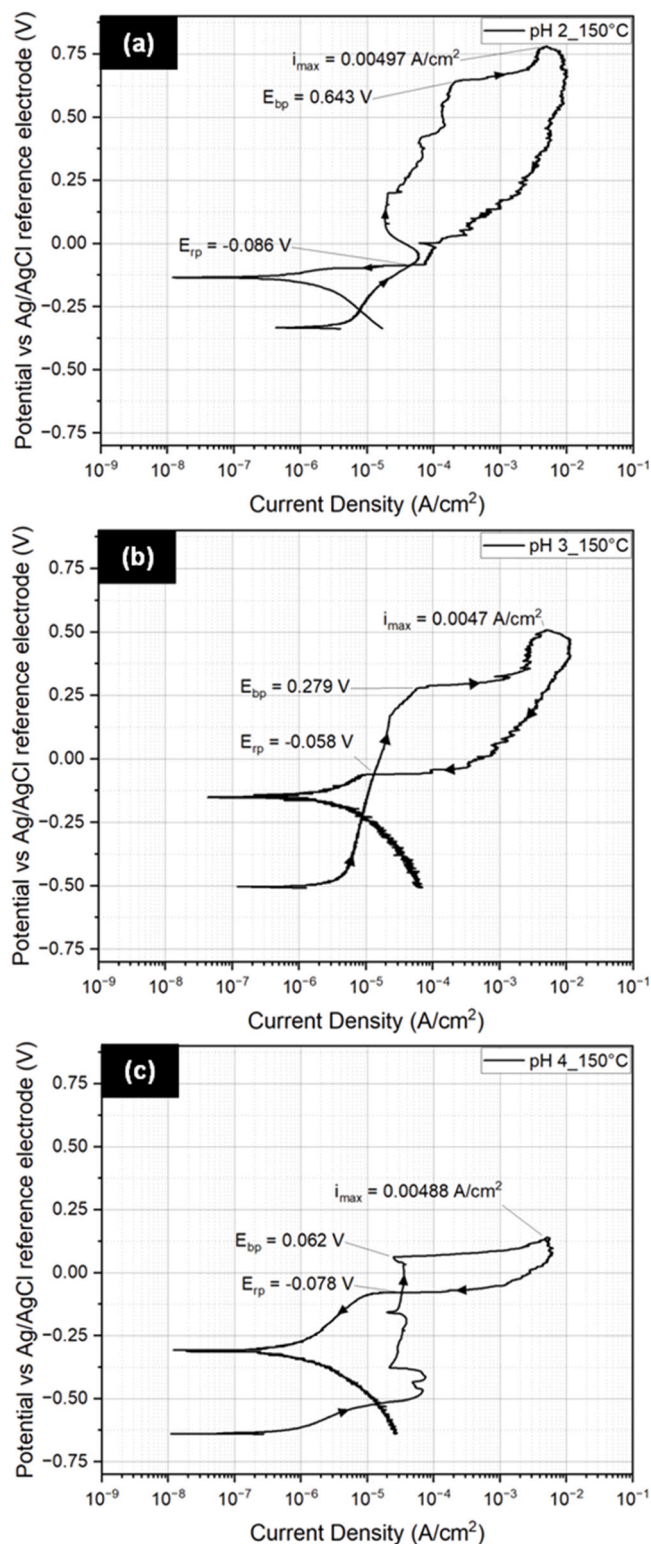 (a)
pH 2_150°C
i_max = 0.00497 A/cm²
E_bp = 0.643 V
E_rp = -0.086 V
Potential vs Ag/AgCl reference electrode (V)
0.75
0.50
0.25
0.00
−0.25
−0.50
−0.75
10⁻⁹ 10⁻⁸ 10⁻⁷ 10⁻⁶ 10⁻⁵ 10⁻⁴ 10⁻³ 10⁻² 10⁻¹
Current Density (A/cm²)
(b)
pH 3_150°C
i_max = 0.0047 A/cm²
E_bp = 0.279 V
E_rp = -0.058 V
Potential vs Ag/AgCl reference electrode (V)
0.75
0.50
0.25
0.00
−0.25
−0.50
−0.75
10⁻⁹ 10⁻⁸ 10⁻⁷ 10⁻⁶ 10⁻⁵ 10⁻⁴ 10⁻³ 10⁻² 10⁻¹
Current Density (A/cm²)
(c)
pH 4_150°C
i_max = 0.00488 A/cm²
E_bp = 0.062 V
E_rp = -0.078 V
Potential vs Ag/AgCl reference electrode (V)
0.75
0.50
0.25
0.00
−0.25
−0.50
−0.75
10⁻⁹ 10⁻⁸ 10⁻⁷ 10⁻⁶ 10⁻⁵ 10⁻⁴ 10⁻³ 10⁻² 10⁻¹
Current Density (A/cm²)